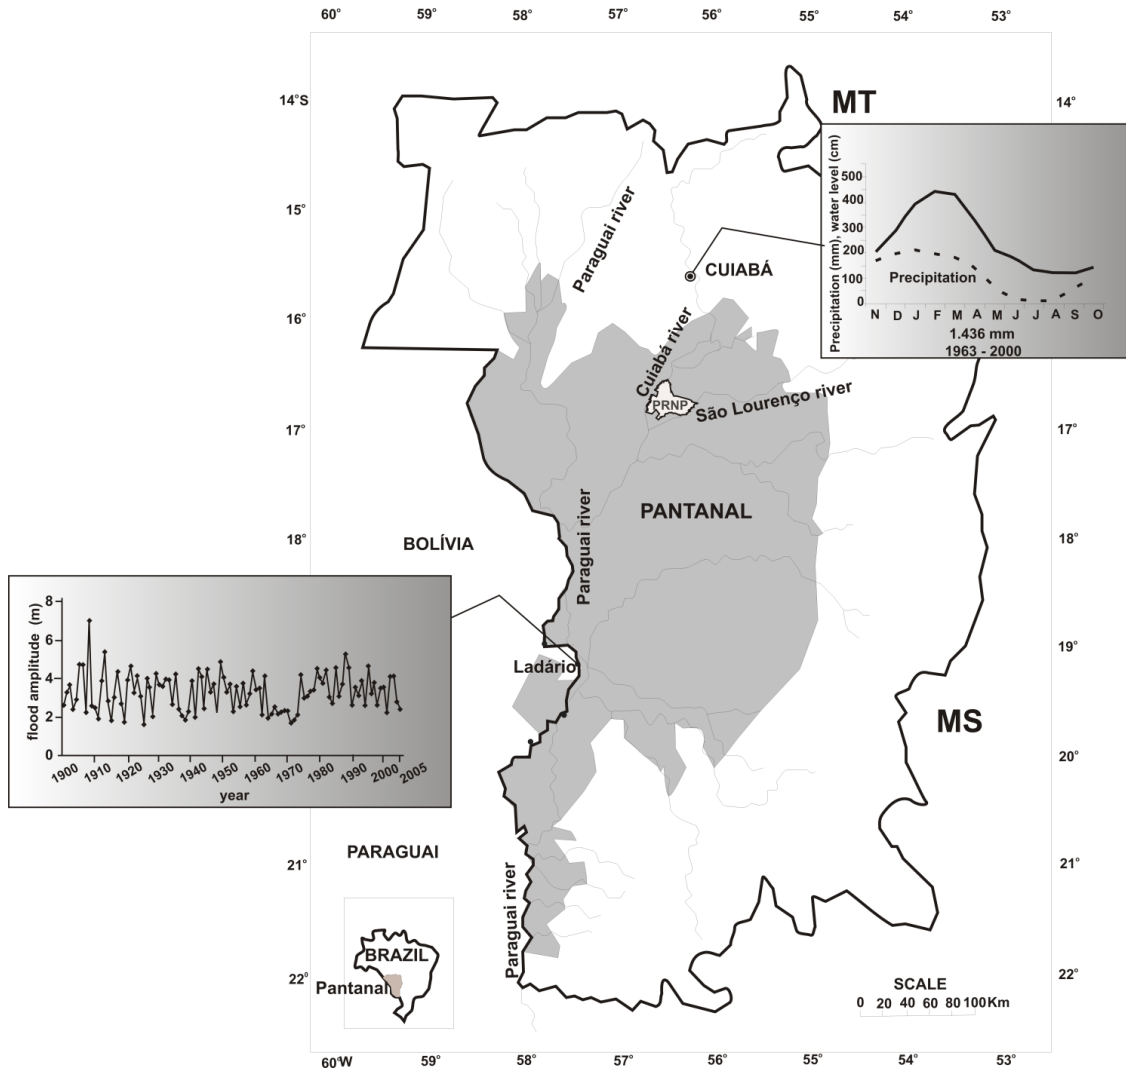 60° 59° 58° 57° 56° 55° 54° 53°
14°S
14°
MT
Precipitation (mm), water level (cm)
500
400
300
200
100
0
Precipitation
N D J F M A M J J A S O
1.436 mm
1963 - 2000
15°
Paraguai river
CUIABÁ
16°
Cuiabá river
PRNP
São Lourenço river
17°
17°
PANTANAL
Paraguai river
BOLÍVIA
18°
18°
flood amplitude (m)
8
6
4
2
0
1900 1910 1920 1930 1940 1950 1960 1970 1980 1990 2000 2005
year
Ladário
19°
MS
20°
PARAGUAI
21°
21°
Paraguai river
BRAZIL
Pantanal
22°
22°
SCALE
0 20 40 60 80 100Km
60°W 59° 58° 57° 56° 55° 54° 53°